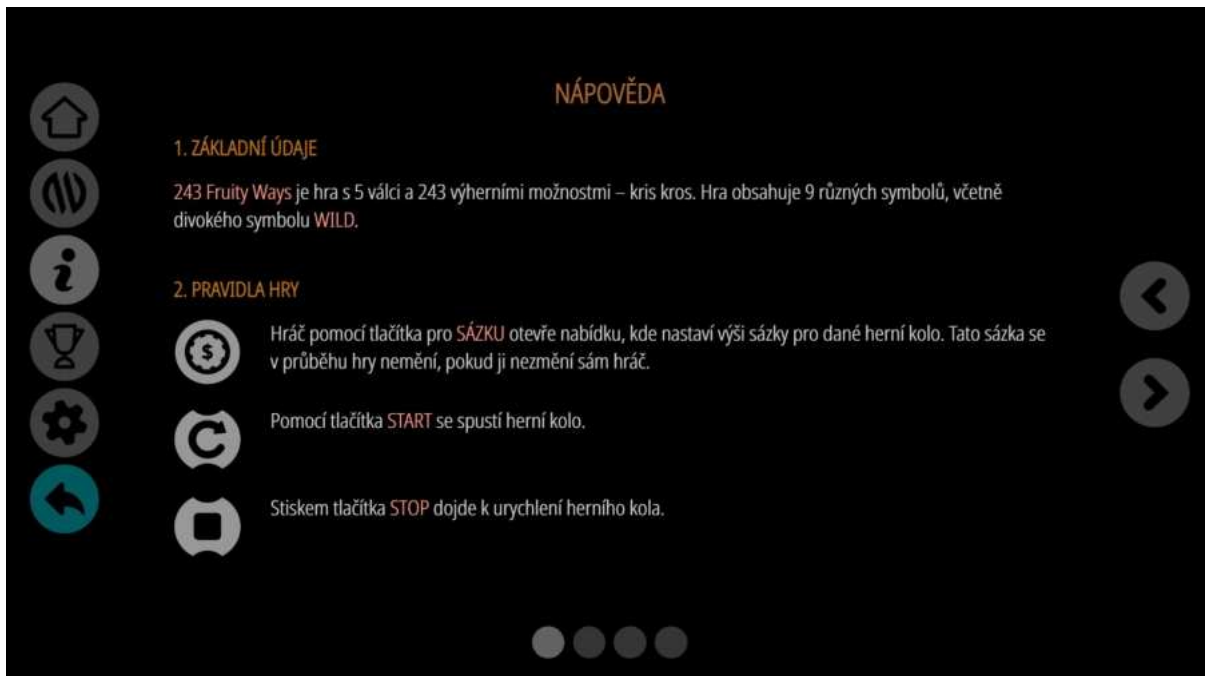 NÁPOVĚDA
1. ZÁKLADNÍ ÚDAJE
243 Fruity Ways je hra s 5 válci a 243 výherními možnostmi – kris kros. Hra obsahuje 9 různých symbolů, včetně
divokého symbolu WILD.
2. PRAVIDLA HRY
Hráč pomocí tlačítka pro SÁZKU otevře nabídku, kde nastaví výši sázky pro dané herní kolo. Tato sázka se
v průběhu hry nemění, pokud ji nezmění sám hráč.
Pomocí tlačítka START se spustí herní kolo.
Stiskem tlačítka STOP dojde k urychlení herního kola.